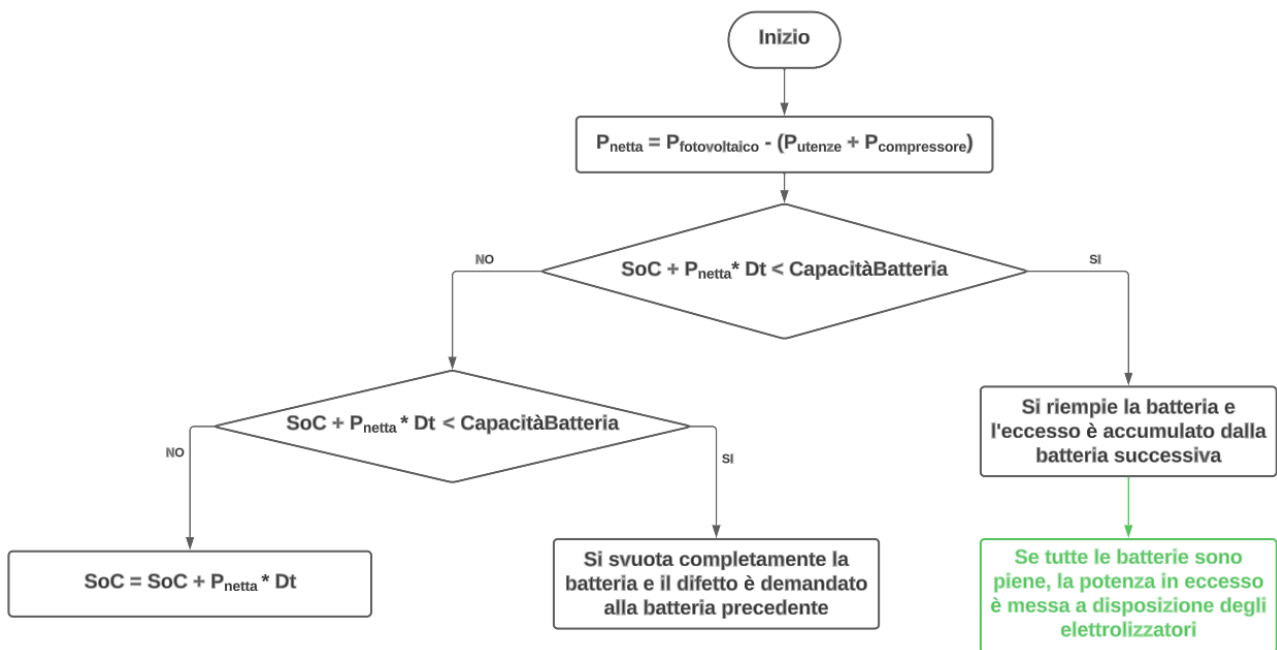 Inizio
Pnetta = Pfotovoltaico - (Putenze + Pcompressore)
SoC + Pnetta* Dt < CapacitàBatteria
NO
SI
SoC + Pnetta * Dt < CapacitàBatteria
NO
SI
Si riempie la batteria e
l'eccesso è accumulato dalla
batteria successiva
SoC = SoC + Pnetta * Dt
Si svuota completamente la
batteria e il difetto è demandato
alla batteria precedente
Se tutte le batterie sono
piene, la potenza in eccesso
è messa a disposizione degli
elettrolizzatori